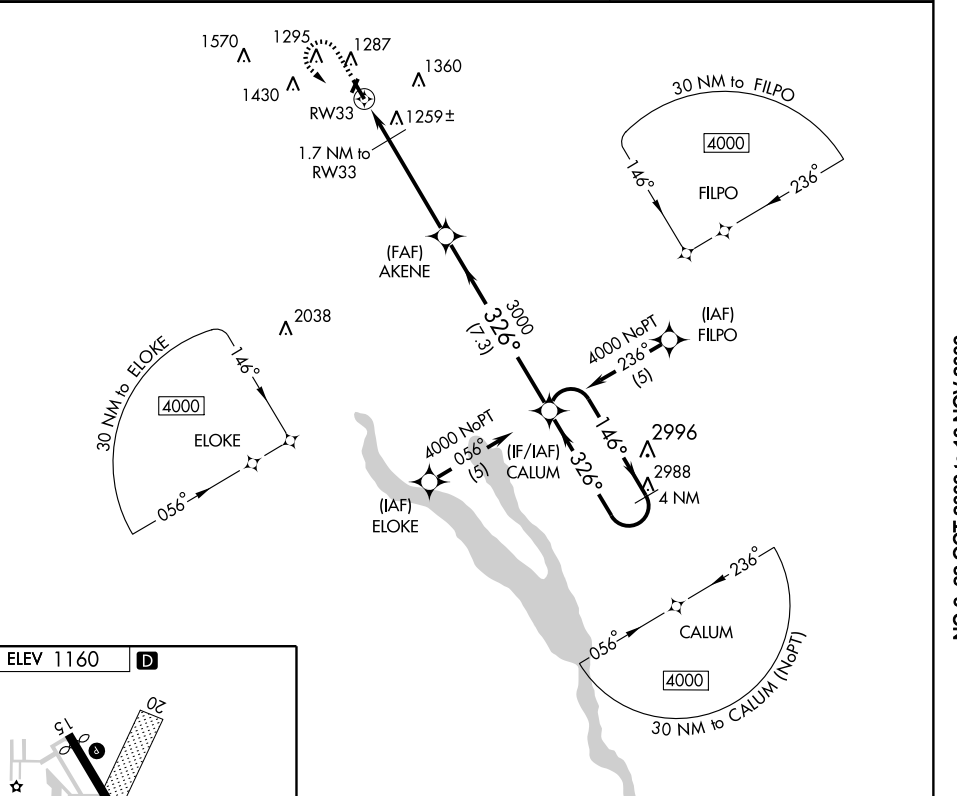 1570
1295
1287
1430
1360
RW33
1259±
1.7 NM to
RW33
30 NM to FILPO
4000
FILPO
146°
236°
(FAF)
AKENE
3000
326°
(7.3)
(IAF)
FILPO
4000 NoPT
236°
(5)
2038
30 NM to ELOKE
146°
4000
ELOKE
056°
4000 NoPT
056°
(5)
(IF/IAF)
CALUM
(IAF)
ELOKE
146°
326°
2996
2988
4 NM
236°
056°
CALUM
4000
30 NM to CALUM (NoPT)
ELEV 1160
D
15
20
P